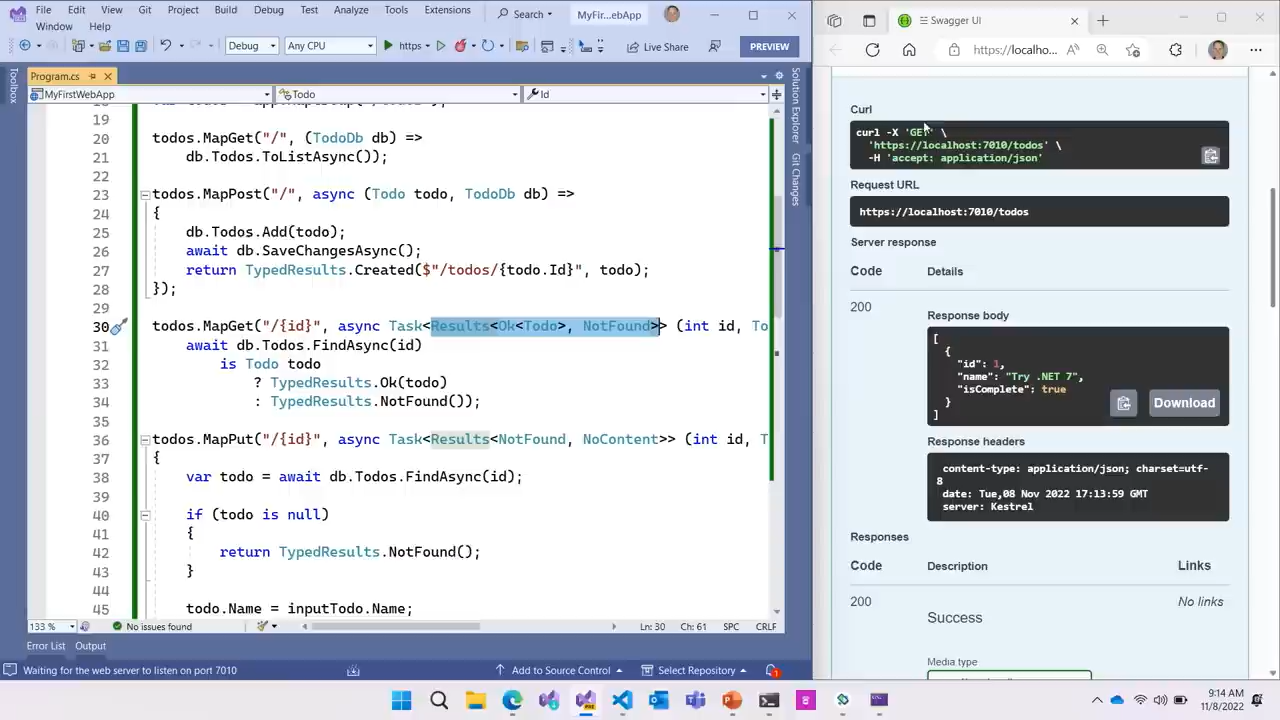 File Edit View Git Project Build Debug Test Analyze Tools Extensions Search MyFir...ebApp
Window Help
Debug Any CPU https Live Share PREVIEW
Program.cs
MyFirstWebApp Todo Id
Toolbox
Solution Explorer
Git Changes
19
20 todos.MapGet("/", (TodoDb db) =>
21 db.Todos.ToListAsync());
22
23 todos.MapPost("/", async (Todo todo, TodoDb db) =>
24 {
25 db.Todos.Add(todo);
26 await db.SaveChangesAsync();
27 return TypedResults.Created($"/todos/{todo.Id}", todo);
28 });
29
30 todos.MapGet("/{id}", async Task<Results<Ok<Todo>, NotFound>> (int id, To
31 await db.Todos.FindAsync(id)
32 is Todo todo
33 ? TypedResults.Ok(todo)
34 : TypedResults.NotFound());
35
36 todos.MapPut("/{id}", async Task<Results<NotFound, NoContent>> (int id, T
37 {
38 var todo = await db.Todos.FindAsync(id);
39
40 if (todo is null)
41 {
42 return TypedResults.NotFound();
43 }
44
45 todo.Name = inputTodo.Name;
133 % No issues found Ln: 30 Ch: 61 SPC CRLF
Error List Output
Waiting for the web server to listen on port 7010 Add to Source Control Select Repository 1
Swagger UI
https://localho...
Curl
curl -X 'GET' \
'https://localhost:7010/todos' \
-H 'accept: application/json'
Request URL
https://localhost:7010/todos
Server response
Code Details
200
Response body
[
{
"id": 1,
"name": "Try .NET 7",
"isComplete": true
}
]
Download
Response headers
content-type: application/json; charset=utf-
8
date: Tue,08 Nov 2022 17:13:59 GMT
server: Kestrel
Responses
Code Description Links
200 No links
Success
Media type
9:14 AM
11/8/2022